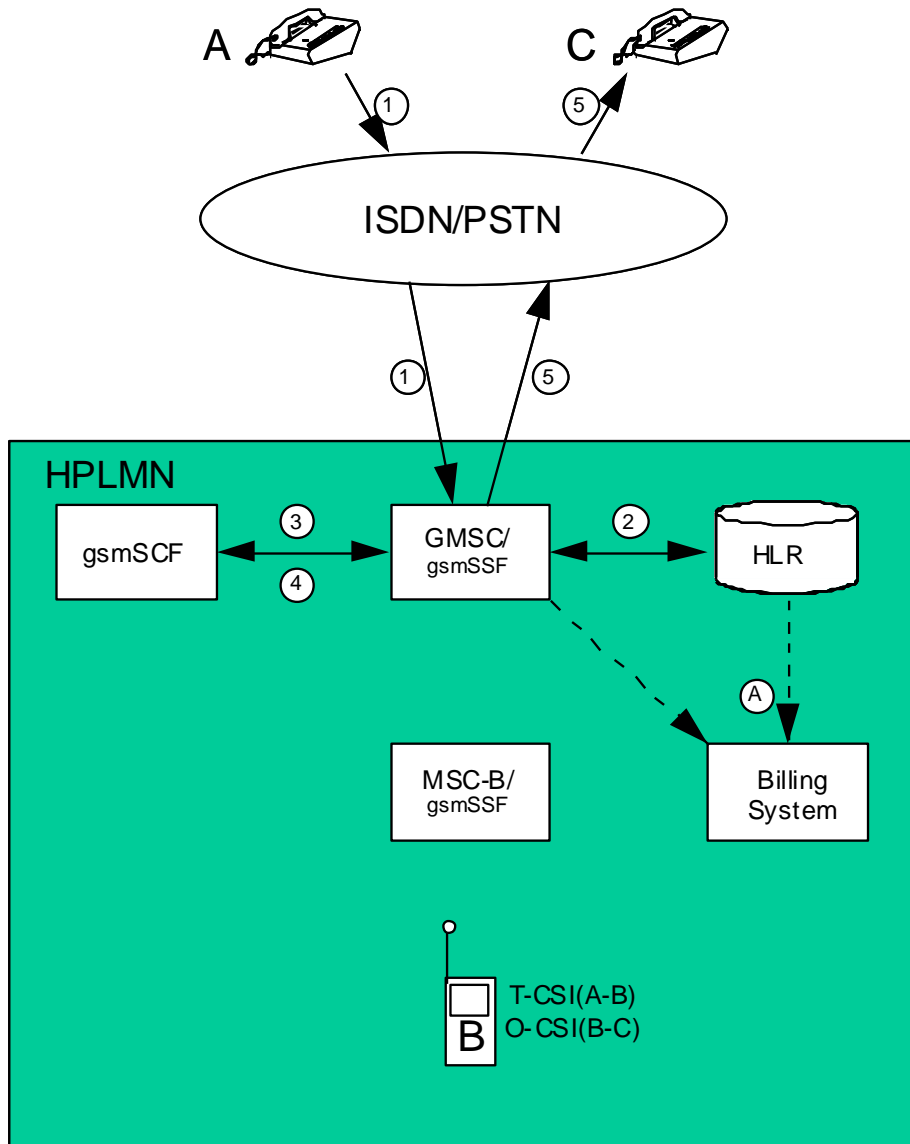 A
C
1
5
ISDN/PSTN
1
5
HPLMN
gsmSCF
3
4
GMSC/
gsmSSF
2
HLR
A
MSC-B/
gsmSSF
Billing
System
T-CSI(A-B)
O-CSI(B-C)
B